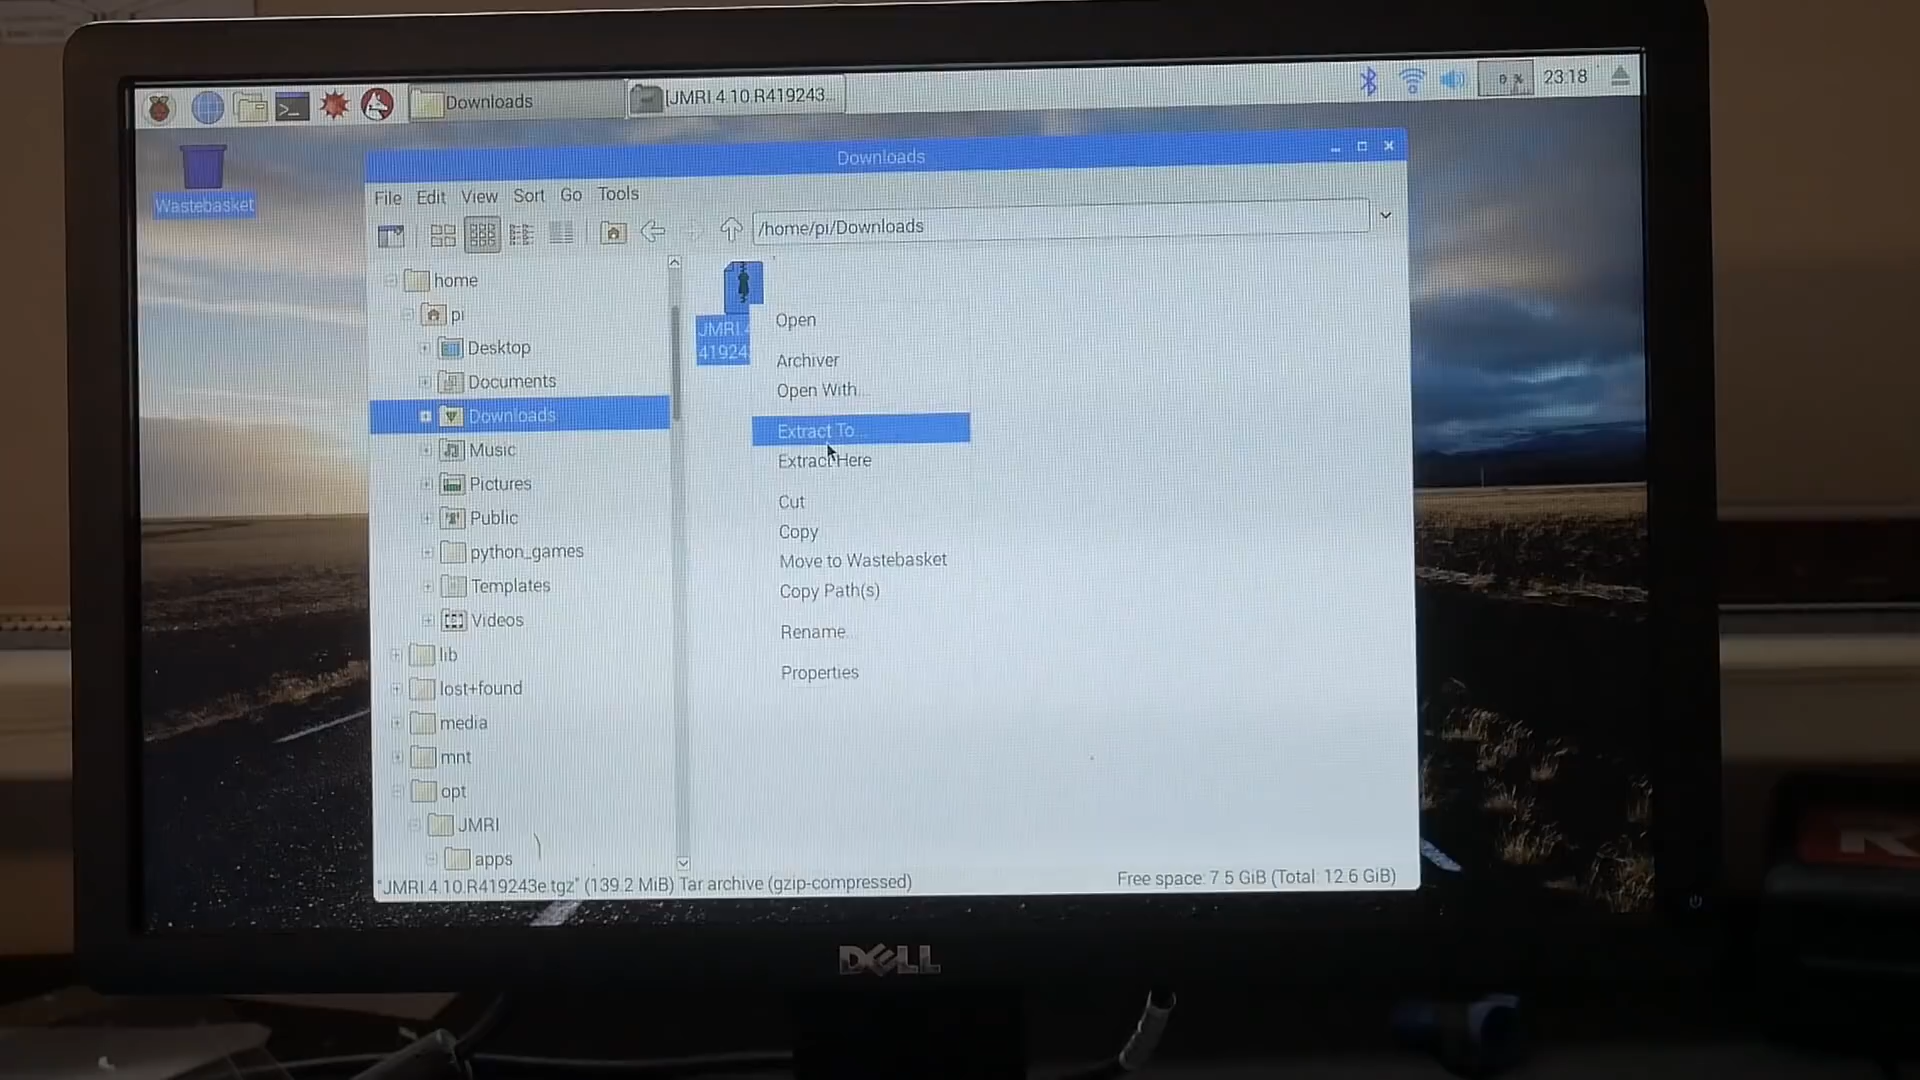 Downloads
[JMRI.4.10.R419243...
23:18
Wastebasket
Downloads
File Edit View Sort Go Tools
/home/pi/Downloads
home
pi
Desktop
Documents
Downloads
Music
Pictures
Public
python_games
Templates
Videos
lib
lost+found
media
mnt
opt
JMRI
apps
JMRI.4
41924
Open
Archiver
Open With...
Extract To...
Extract Here
Cut
Copy
Move to Wastebasket
Copy Path(s)
Rename...
Properties
"JMRI.4.10.R419243e.tgz" (139.2 MiB) Tar archive (gzip-compressed)
Free space: 7.5 GiB (Total: 12.6 GiB)
DELL